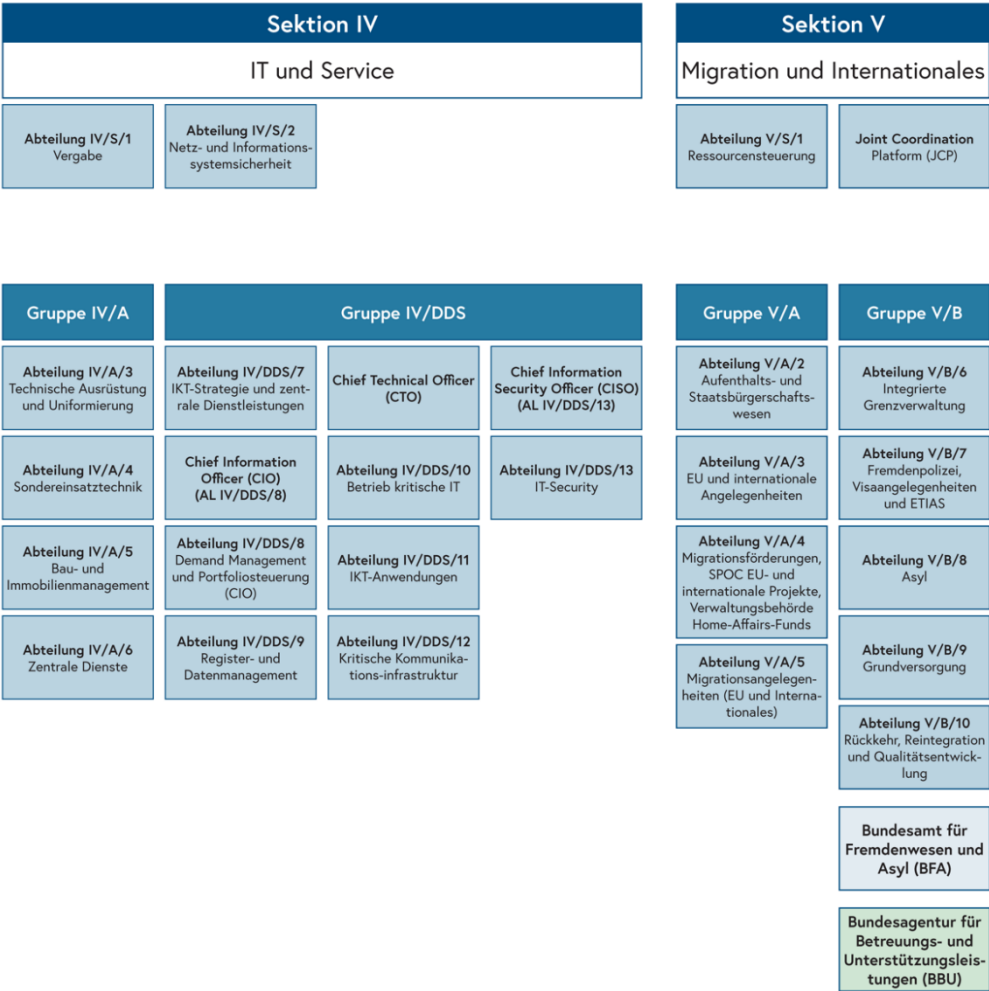 Sektion IV
IT und Service
Abteilung IV/S/1
Vergabe
Abteilung IV/S/2
Netz- und Informations-
systemsicherheit
Gruppe IV/A
Abteilung IV/A/3
Technische Ausrüstung
und Uniformierung
Abteilung IV/A/4
Sondereinsatztechnik
Abteilung IV/A/5
Bau- und
Immobilienmanagement
Abteilung IV/A/6
Zentrale Dienste
Gruppe IV/DDS
Abteilung IV/DDS/7
IKT-Strategie und zent-
rale Dienstleistungen
Chief Information
Officer (CIO)
(AL IV/DDS/8)
Abteilung IV/DDS/8
Demand Management
und Portfoliosteuerung
(CIO)
Abteilung IV/DDS/9
Register- und
Datenmanagement
Chief Technical Officer
(CTO)
Abteilung IV/DDS/10
Betrieb kritische IT
Abteilung IV/DDS/11
IKT-Anwendungen
Abteilung IV/DDS/12
Kritische Kommunika-
tions-infrastruktur
Chief Information
Security Officer (CISO)
(AL IV/DDS/13)
Abteilung IV/DDS/13
IT-Security
Sektion V
Migration und Internationales
Abteilung V/S/1
Ressourcensteuerung
Joint Coordination
Platform (JCP)
Gruppe V/A
Abteilung V/A/2
Aufenthalts- und
Staatsbürgerschafts-
wesen
Abteilung V/A/3
EU und internationale
Angelegenheiten
Abteilung V/A/4
Migrationsförderungen,
SPOC EU- und
internationale Projekte,
Verwaltungsbehörde
Home-Affairs-Funds
Abteilung V/A/5
Migrationsangelegen-
heiten (EU und Interna-
tionales)
Gruppe V/B
Abteilung V/B/6
Integrierte
Grenzverwaltung
Abteilung V/B/7
Fremdenpolizei,
Visaangelegenheiten
und ETIAS
Abteilung V/B/8
Asyl
Abteilung V/B/9
Grundversorgung
Abteilung V/B/10
Rückkehr, Reintegration
und Qualitätsentwick-
lung
Bundesamt für
Fremdenwesen und
Asyl (BFA)
Bundesagentur für
Betreuungs- und
Unterstützungsleis-
tungen (BBU)